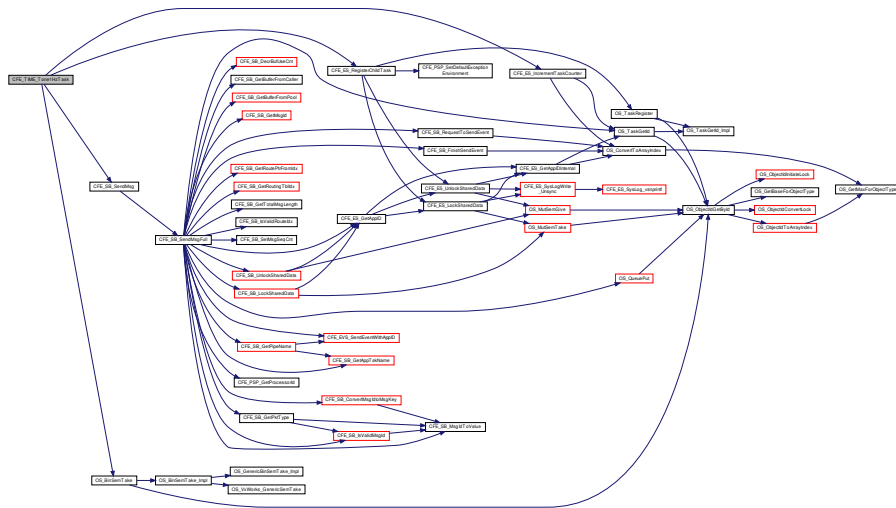 CFE_TIME_Tone1HzTask
CFE_SB_SendMsg
OS_BinSemTake
CFE_SB_SendMsgFull
OS_BinSemTake_Impl
CFE_SB_DecrBufUseCnt
CFE_SB_GetBufferFromCaller
CFE_SB_GetBufferFromPool
CFE_SB_GetMsgId
CFE_SB_GetRoutePtrFromIdx
CFE_SB_GetRoutingTblIdx
CFE_SB_GetTotalMsgLength
CFE_SB_IsValidRouteIdx
CFE_SB_SetMsgSeqCnt
CFE_SB_UnlockSharedData
CFE_SB_LockSharedData
CFE_SB_GetPipeName
CFE_PSP_GetProcessorId
CFE_SB_GetPktType
OS_GenericBinSemTake_Impl
OS_VxWorks_GenericSemTake
CFE_ES_RegisterChildTask
CFE_ES_GetAppID
CFE_EVS_SendEventWithAppID
CFE_SB_GetAppTskName
CFE_SB_ConvertMsgIdtoMsgKey
CFE_SB_IsValidMsgId
CFE_PSP_SetDefaultException
Environment
CFE_SB_RequestToSendEvent
CFE_SB_FinishSendEvent
CFE_ES_UnlockSharedData
CFE_ES_LockSharedData
CFE_SB_MsgIdToValue
CFE_ES_IncrementTaskCounter
CFE_ES_GetAppIDInternal
CFE_ES_SysLogWrite
_Unsync
OS_MutSemGive
OS_MutSemTake
OS_TaskRegister
OS_TaskGetId
OS_ConvertToArrayIndex
CFE_ES_SysLog_vsnprintf
OS_QueuePut
OS_TaskGetId_Impl
OS_ObjectIdGetById
OS_ObjectIdInitiateLock
OS_GetBaseForObjectType
OS_ObjectIdConvertLock
OS_ObjectIdToArrayIndex
OS_GetMaxForObjectType